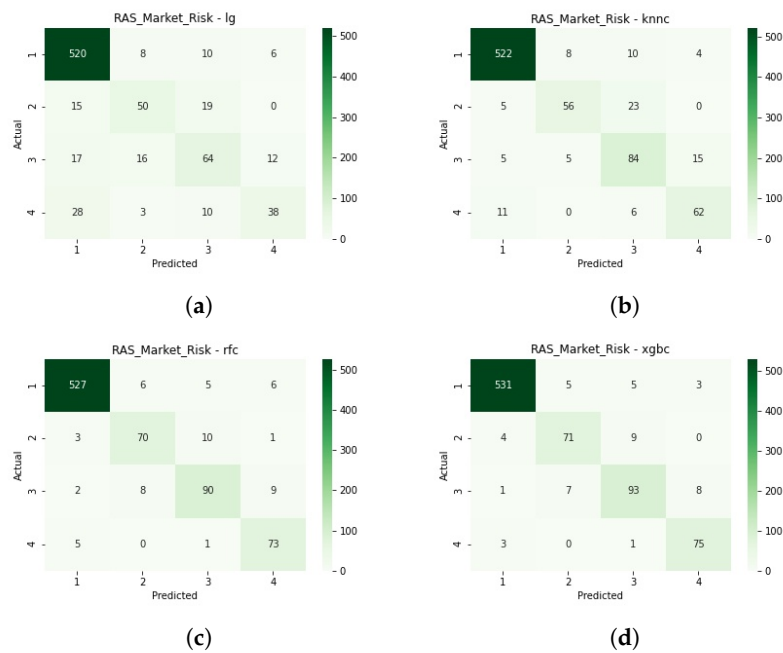 RAS_Market_Risk - lg
1 520 8 10 6 500
400
2 15 50 19 0
300
Actual
3 17 16 64 12 200
100
4 28 3 10 38
0
1 2 3 4
Predicted
(a)
RAS_Market_Risk - knnc
1 522 8 10 4 500
400
2 5 56 23 0
300
Actual
3 5 5 84 15 200
100
4 11 0 6 62
0
1 2 3 4
Predicted
(b)
RAS_Market_Risk - rfc
1 527 6 5 6 500
400
2 3 70 10 1
300
Actual
3 2 8 90 9 200
100
4 5 0 1 73
0
1 2 3 4
Predicted
(c)
RAS_Market_Risk - xgbc
1 531 5 5 3 500
400
2 4 71 9 0
300
Actual
3 1 7 93 8 200
100
4 3 0 1 75
0
1 2 3 4
Predicted
(d)